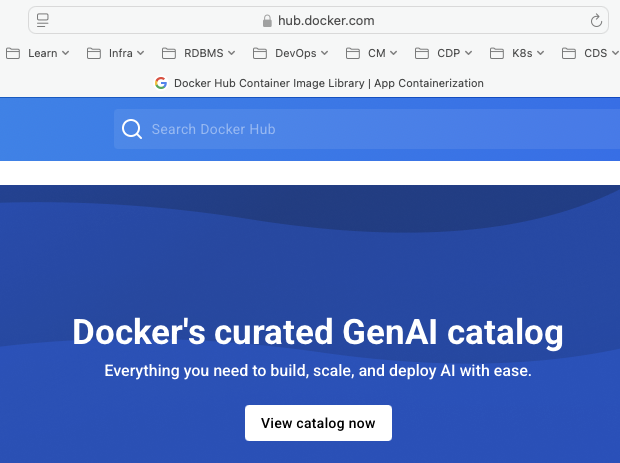 hub.docker.com
Learn Infra RDBMS DevOps CM CDP K8s CDS
Docker Hub Container Image Library | App Containerization
Search Docker Hub
Docker's curated GenAI catalog
Everything you need to build, scale, and deploy AI with ease.
View catalog now